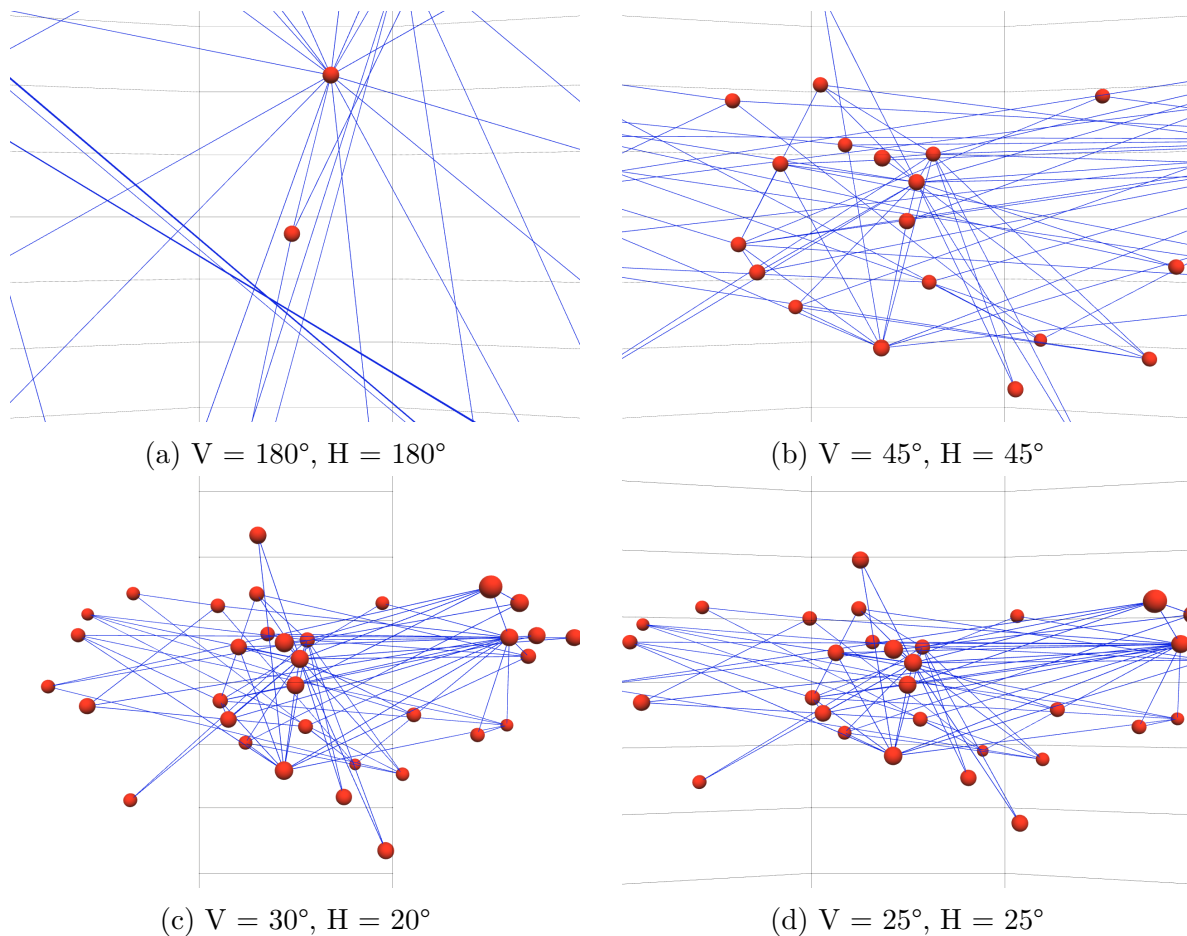 (a) V = 180°, H = 180°
(b) V = 45°, H = 45°
(c) V = 30°, H = 20°
(d) V = 25°, H = 25°